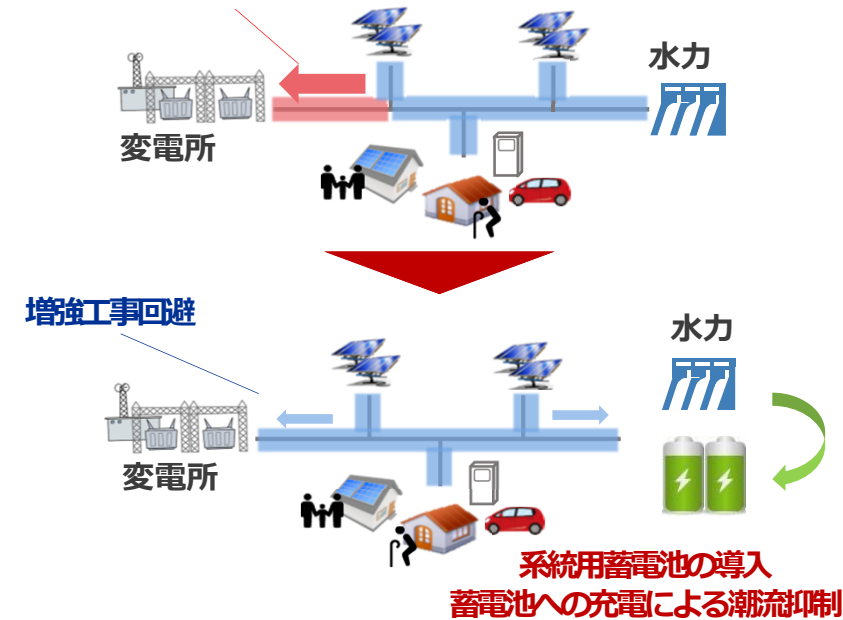 水力
変電所
増強工事回避
水力
変電所
系統用蓄電池の導入
蓄電池への充電による潮流抑制